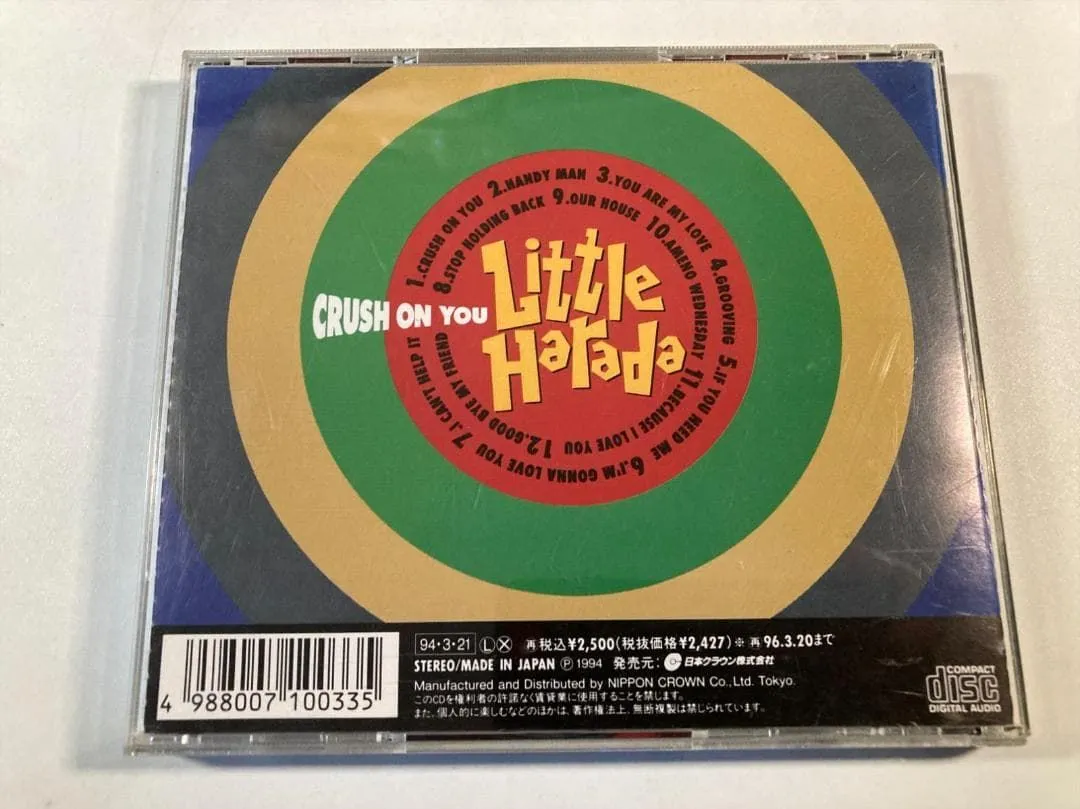 1.CRUSH ON YOU 2.HANDY MAN 3.YOU ARE MY LOVE 4.GROOVING 5.IF YOU NEED ME 6.I'M GONNA LOVE YOU 7.I CAN'T HELP IT
8.STOP HOLDING BACK 9.OUR HOUSE 10.AMENO WEDNESDAY 11.BECAUSE I LOVE YOU 12.GOOD BYE MY FRIEND
CRUSH ON YOU
Little
Harada
94・3・21 L X 再 税込¥2,500(税抜価格¥2,427)※再 96.3.20まで
STEREO/MADE IN JAPAN Ⓟ 1994 発売元: 日本クラウン株式会社
Manufactured and Distributed by NIPPON CROWN Co.,Ltd. Tokyo.
このCDを権利者の許諾なく賃貸業に使用することを禁じます。
また、個人的に楽しむなどのほかは、著作権法上、無断複製は禁じられています。
4 988007 100335
COMPACT
disc
DIGITAL AUDIO